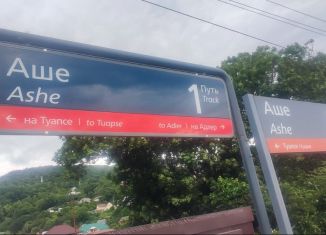 Аше
Ashe
1 Путь
Track
← на Туапсе | to Tuapse to Adler | на Адлер →
Аше
Ashe
← Туапсе